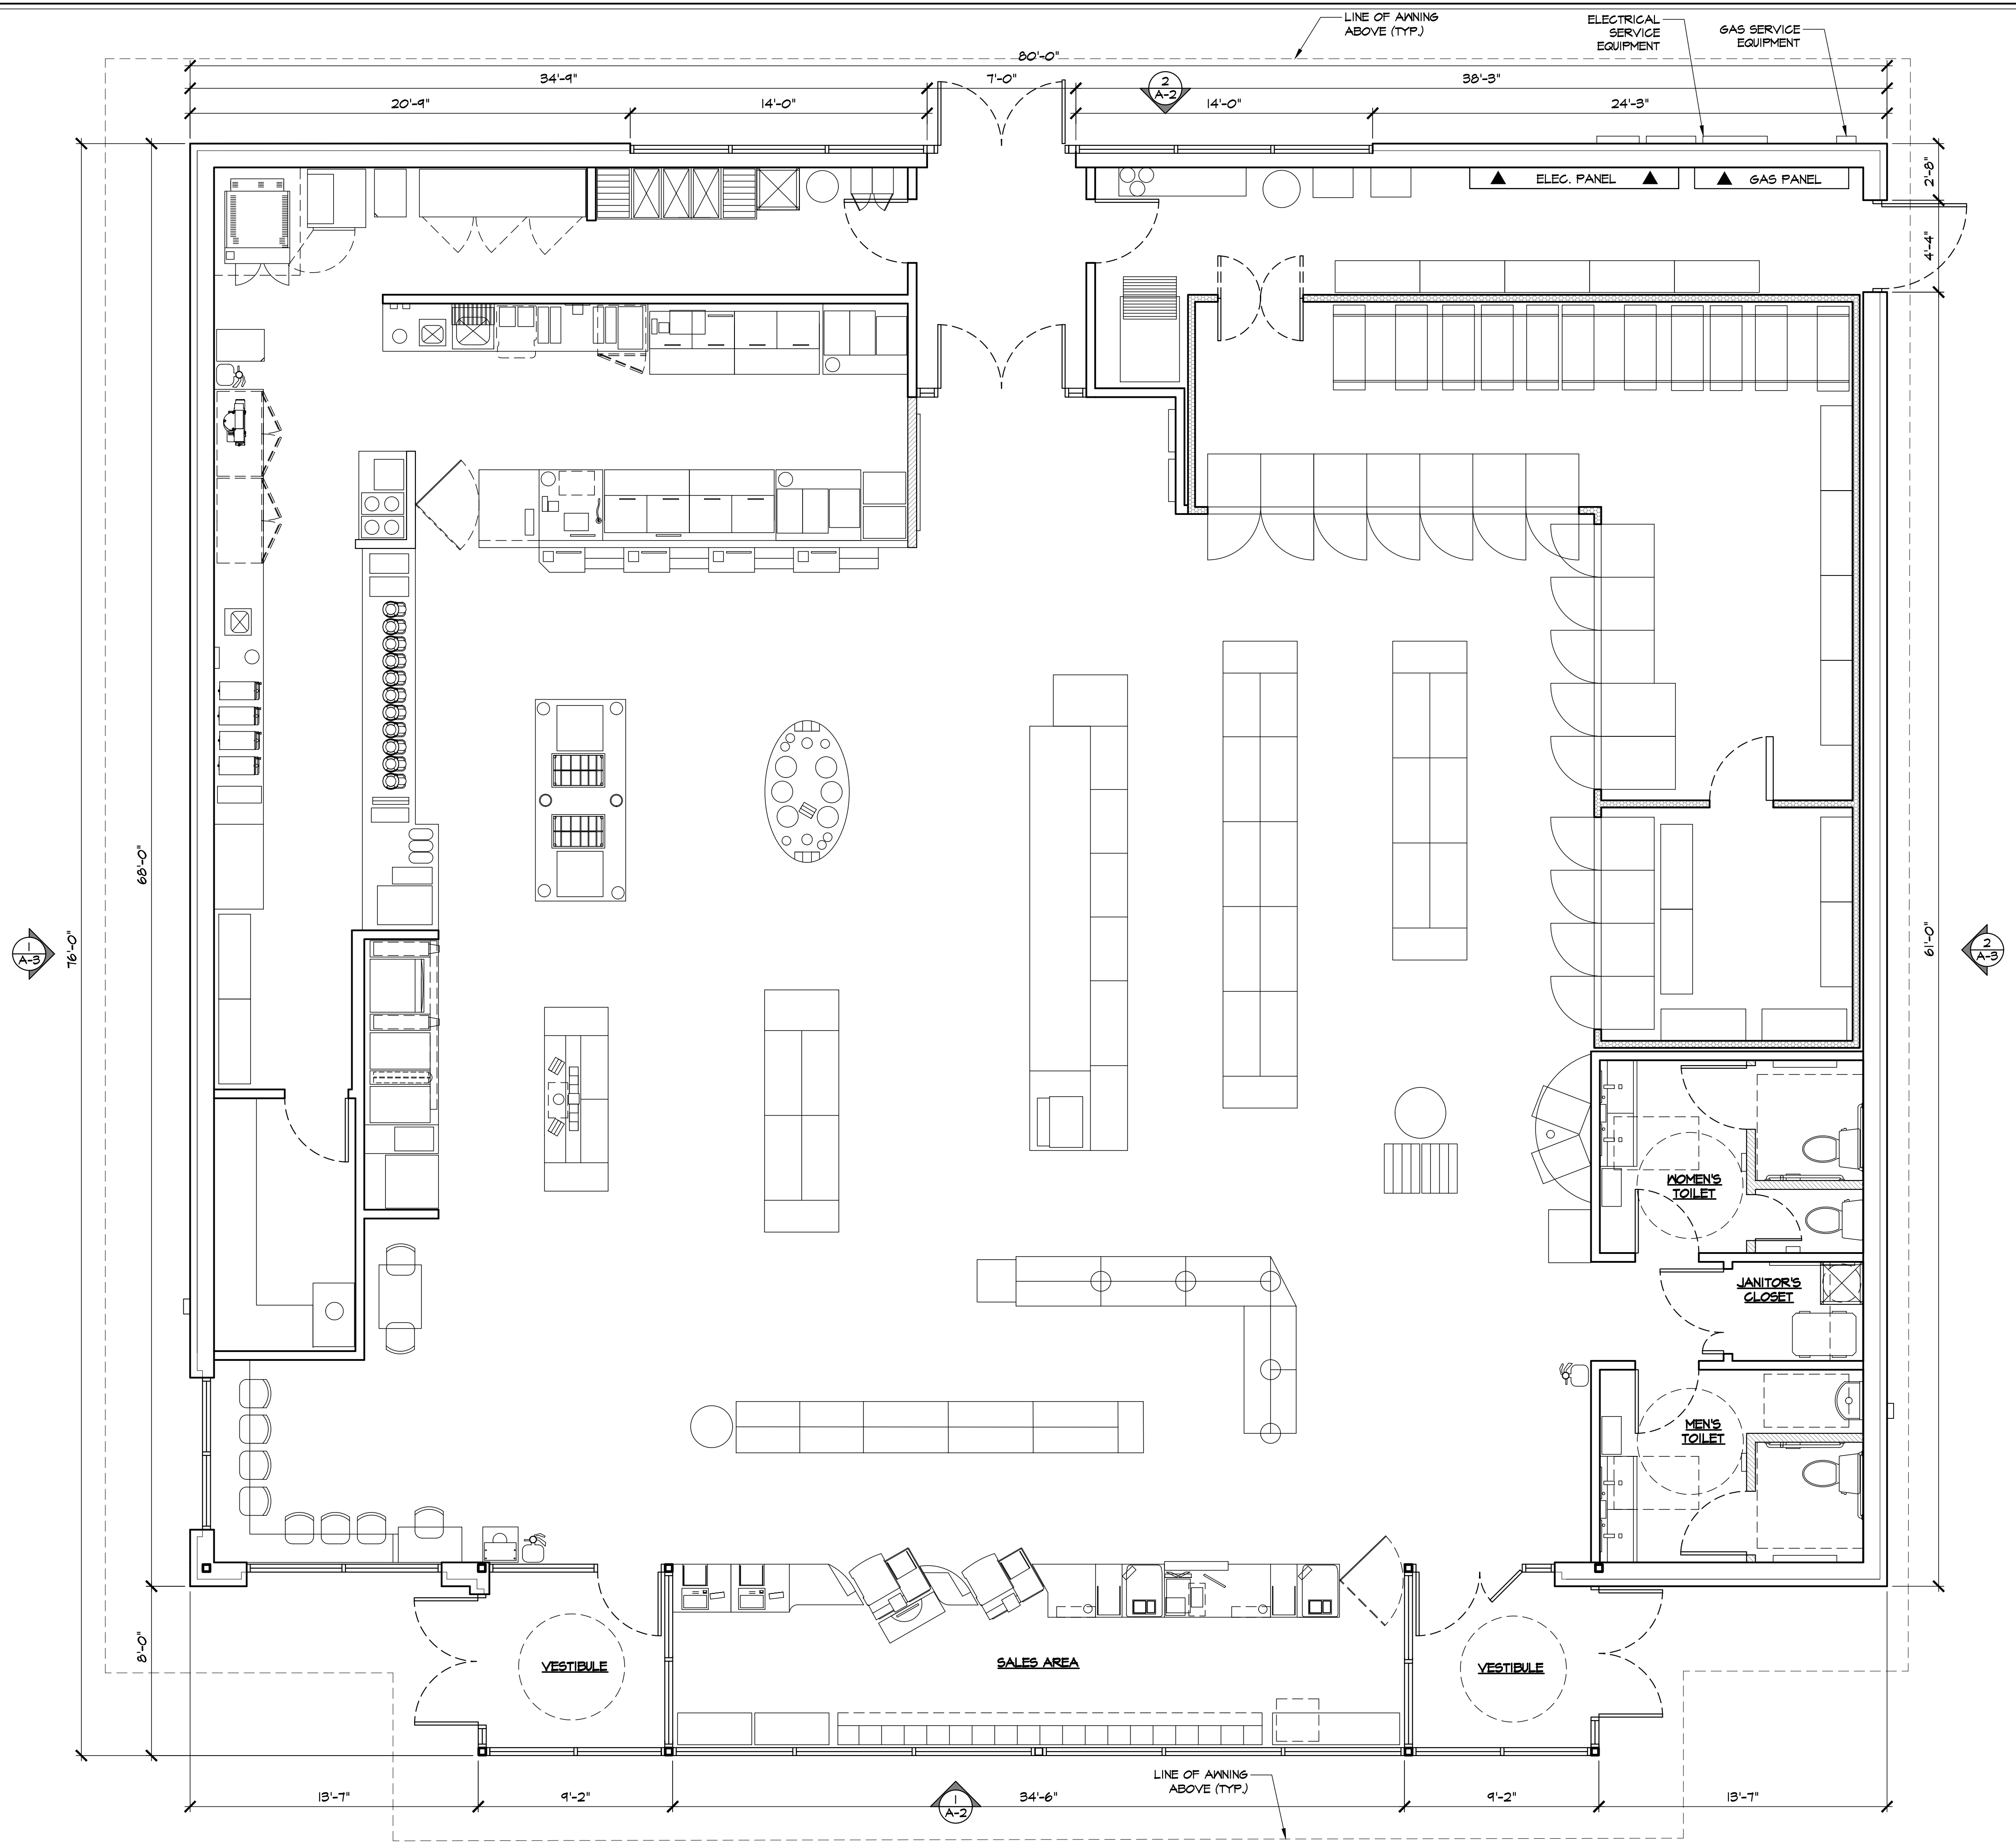 LINE OF AWNING
ABOVE (TYP.)
ELECTRICAL
SERVICE
EQUIPMENT
GAS SERVICE
EQUIPMENT
80'-0"
34'-9"
7'-0"
38'-3"
2
A-2
20'-9"
14'-0"
14'-0"
24'-3"
ELEC. PANEL
GAS PANEL
2'-8"
4'-4"
68'-0"
76'-0"
61'-0"
1
A-3
2
A-3
WOMEN'S
TOILET
JANITOR'S
CLOSET
MEN'S
TOILET
8'-0"
VESTIBULE
SALES AREA
VESTIBULE
LINE OF AWNING
ABOVE (TYP.)
13'-7"
9'-2"
1
A-2
34'-6"
9'-2"
13'-7"